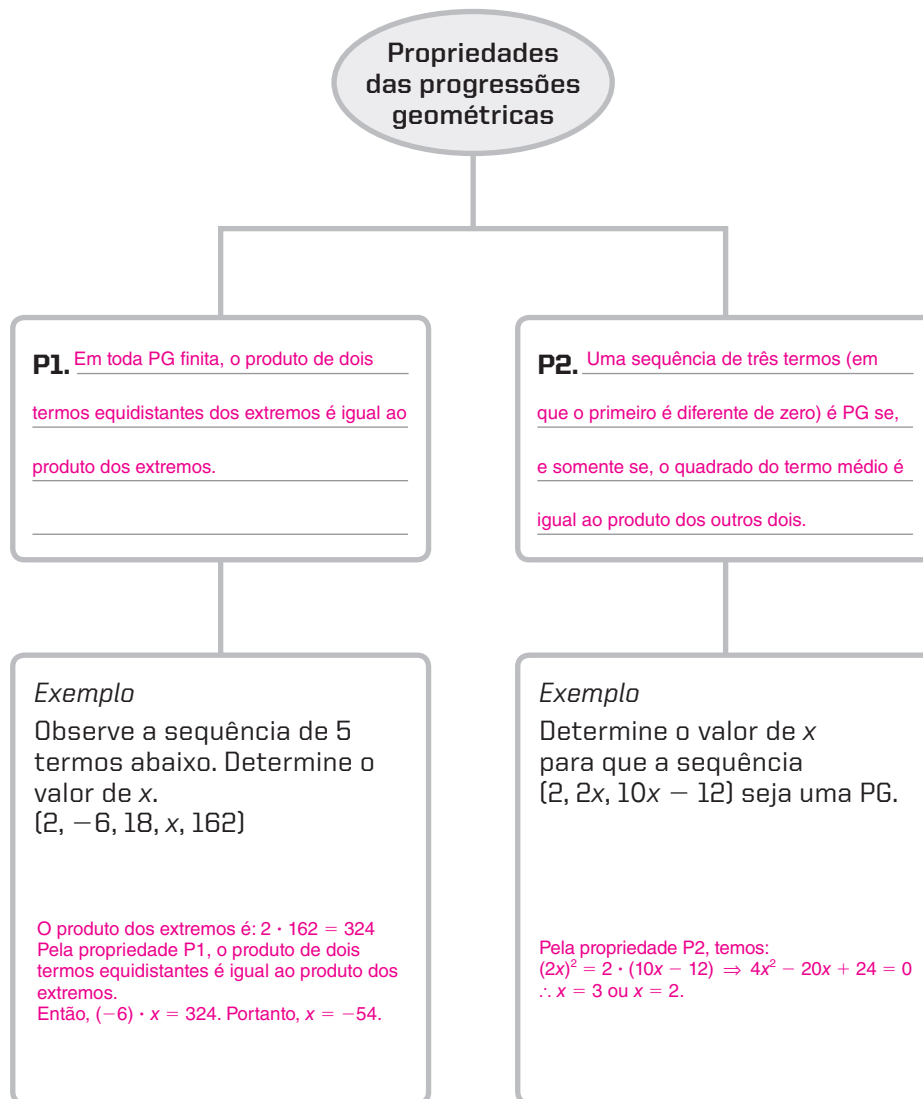 Propriedades
das progressões
geométricas
P1. Em toda PG finita, o produto de dois
termos equidistantes dos extremos é igual ao
produto dos extremos.
P2. Uma sequência de três termos (em
que o primeiro é diferente de zero) é PG se,
e somente se, o quadrado do termo médio é
igual ao produto dos outros dois.
Exemplo
Observe a sequência de 5
termos abaixo. Determine o
valor de x.
(2, −6, 18, x, 162)
O produto dos extremos é: 2 · 162 = 324
Pela propriedade P1, o produto de dois
termos equidistantes é igual ao produto dos
extremos.
Então, (−6) · x = 324. Portanto, x = −54.
Exemplo
Determine o valor de x
para que a sequência
(2, 2x, 10x − 12) seja uma PG.
Pela propriedade P2, temos:
(2x)² = 2 · (10x − 12) ⇒ 4x² − 20x + 24 = 0
∴ x = 3 ou x = 2.